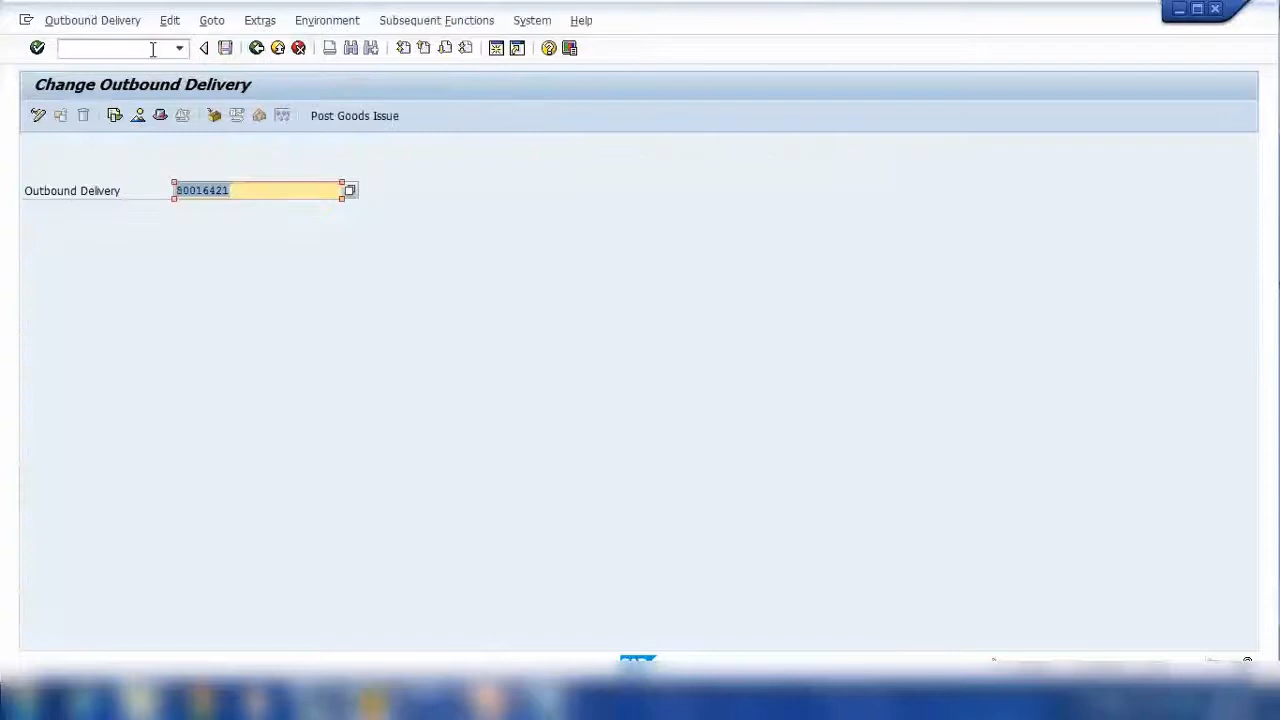 Outbound Delivery Edit Goto Extras Environment Subsequent Functions System Help
Change Outbound Delivery
Post Goods Issue
Outbound Delivery 80016421
SAP